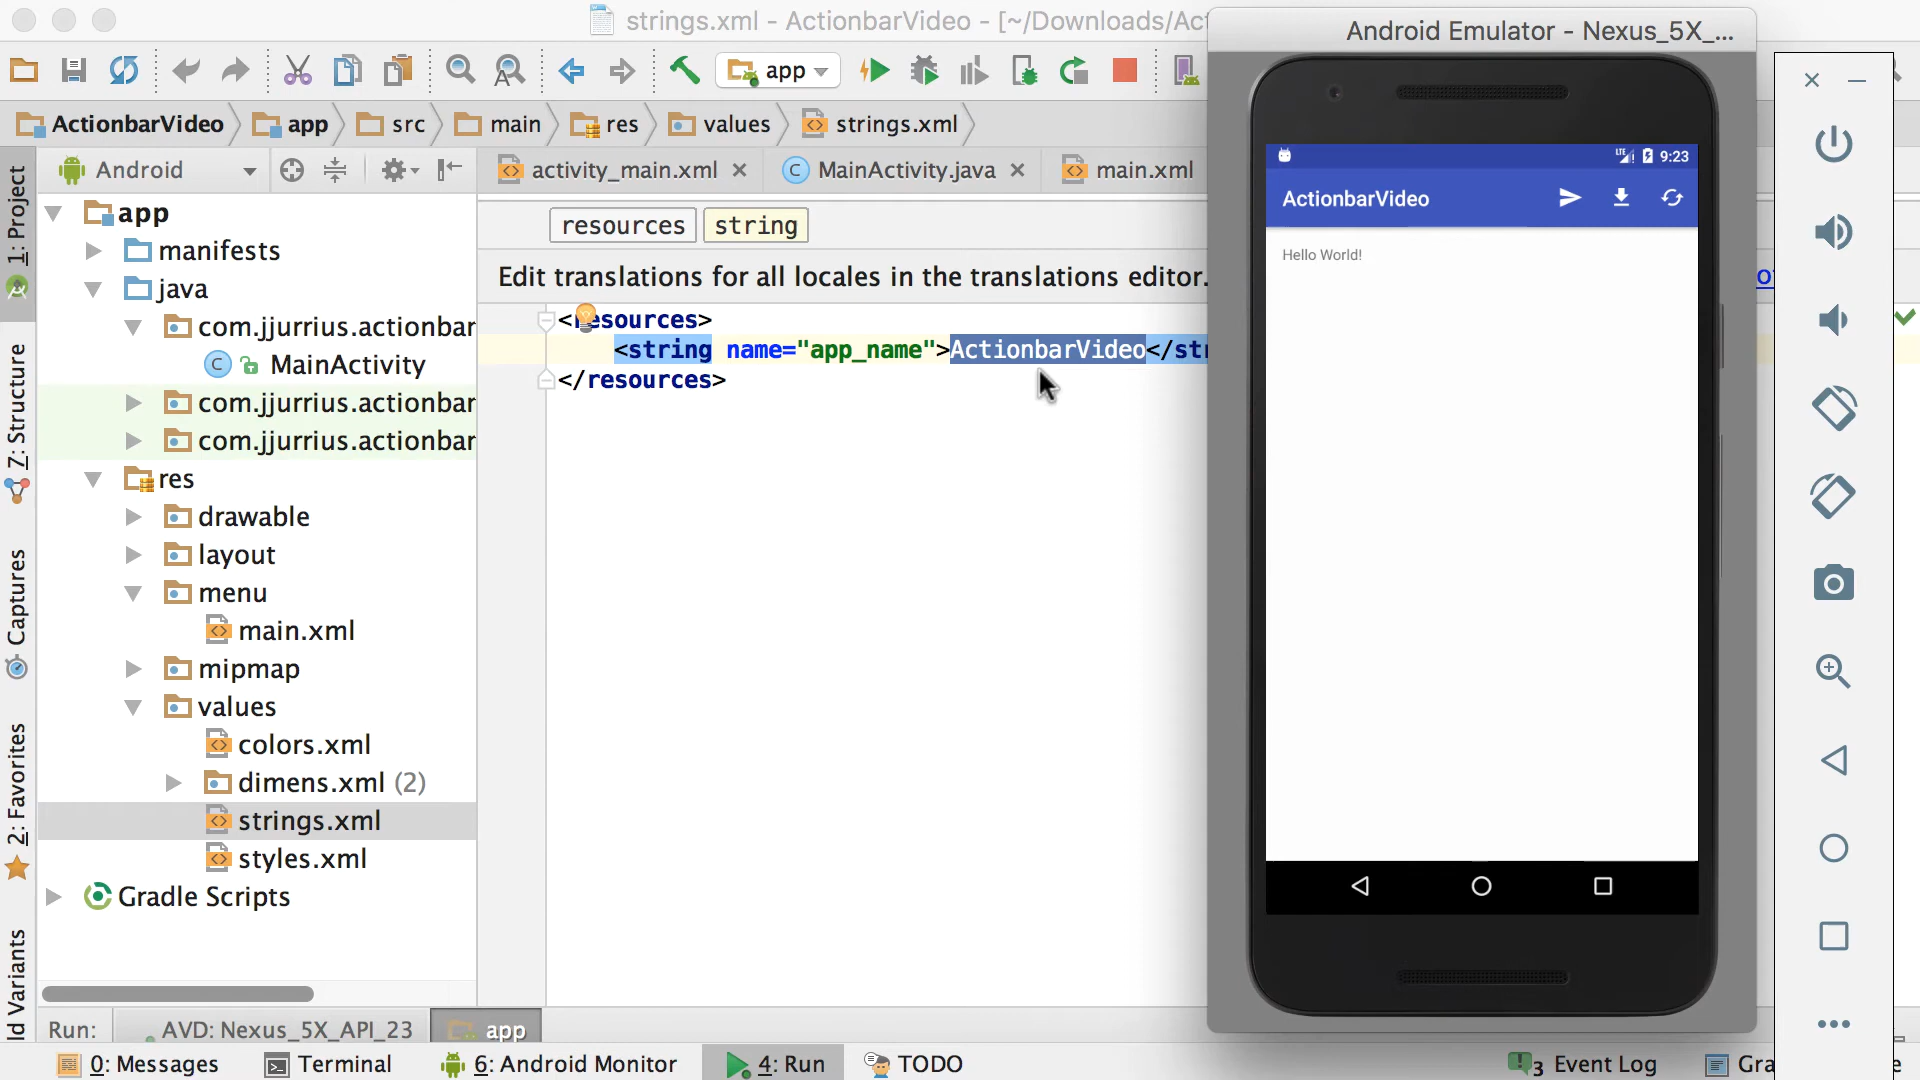 strings.xml - ActionbarVideo - [~/Downloads/Act
Android Emulator - Nexus_5X_...
app
ActionbarVideo
app
src
main
res
values
strings.xml
1: Project
Z: Structure
Captures
2: Favorites
ld Variants
Android
activity_main.xml
MainActivity.java
main.xml
app
manifests
java
com.jjurrius.actionbar
MainActivity
com.jjurrius.actionbar
com.jjurrius.actionbar
res
drawable
layout
menu
main.xml
mipmap
values
colors.xml
dimens.xml (2)
strings.xml
styles.xml
Gradle Scripts
resources string
Edit translations for all locales in the translations editor.
<resources>
<string name="app_name">ActionbarVideo</str
</resources>
LTE 9:23
ActionbarVideo
Hello World!
Run: AVD: Nexus_5X_API_23 app
0: Messages Terminal 6: Android Monitor 4: Run TODO 3 Event Log Gra